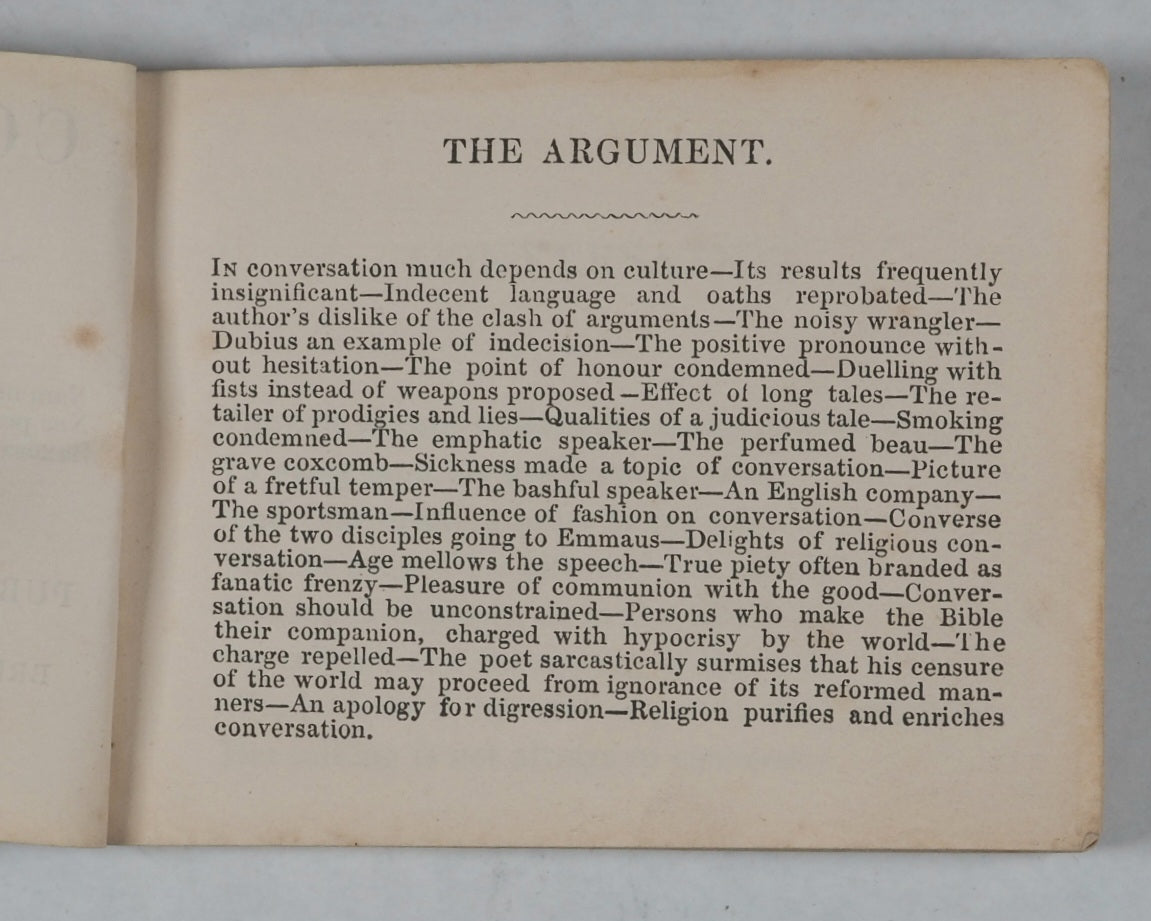 THE ARGUMENT.
IN conversation much depends on culture—Its results frequently
insignificant—Indecent language and oaths reprobated—The
author's dislike of the clash of arguments—The noisy wrangler—
Dubius an example of indecision—The positive pronounce with-
out hesitation—The point of honour condemned—Duelling with
fists instead of weapons proposed—Effect of long tales—The re-
tailer of prodigies and lies—Qualities of a judicious tale—Smoking
condemned—The emphatic speaker—The perfumed beau—The
grave coxcomb—Sickness made a topic of conversation—Picture
of a fretful temper—The bashful speaker—An English company—
The sportsman—Influence of fashion on conversation—Converse
of the two disciples going to Emmaus—Delights of religious con-
versation—Age mellows the speech—True piety often branded as
fanatic frenzy—Pleasure of communion with the good—Conver-
sation should be unconstrained—Persons who make the Bible
their companion, charged with hypocrisy by the world—The
charge repelled—The poet sarcastically surmises that his censure
of the world may proceed from ignorance of its reformed man-
ners—An apology for digression—Religion purifies and enriches
conversation.